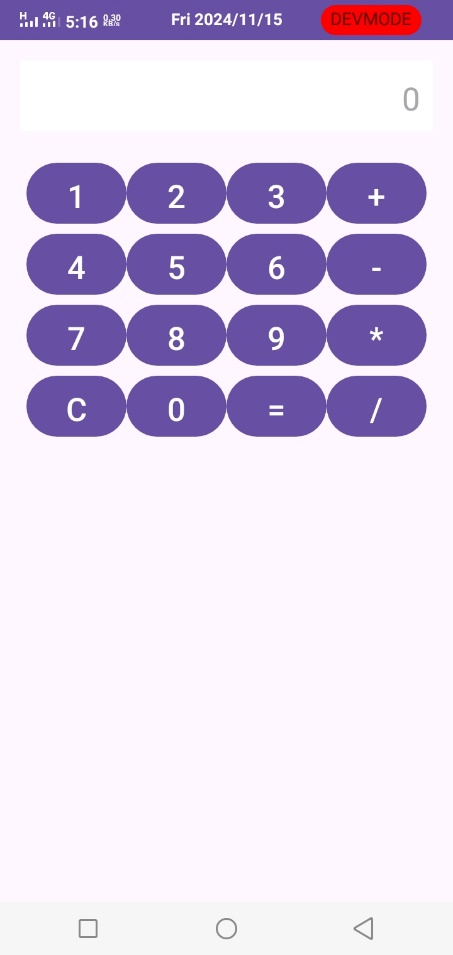 H 4G 5:16 0.30 KB/s Fri 2024/11/15 DEVMODE
0
1 2 3 +
4 5 6 -
7 8 9 *
C 0 = /